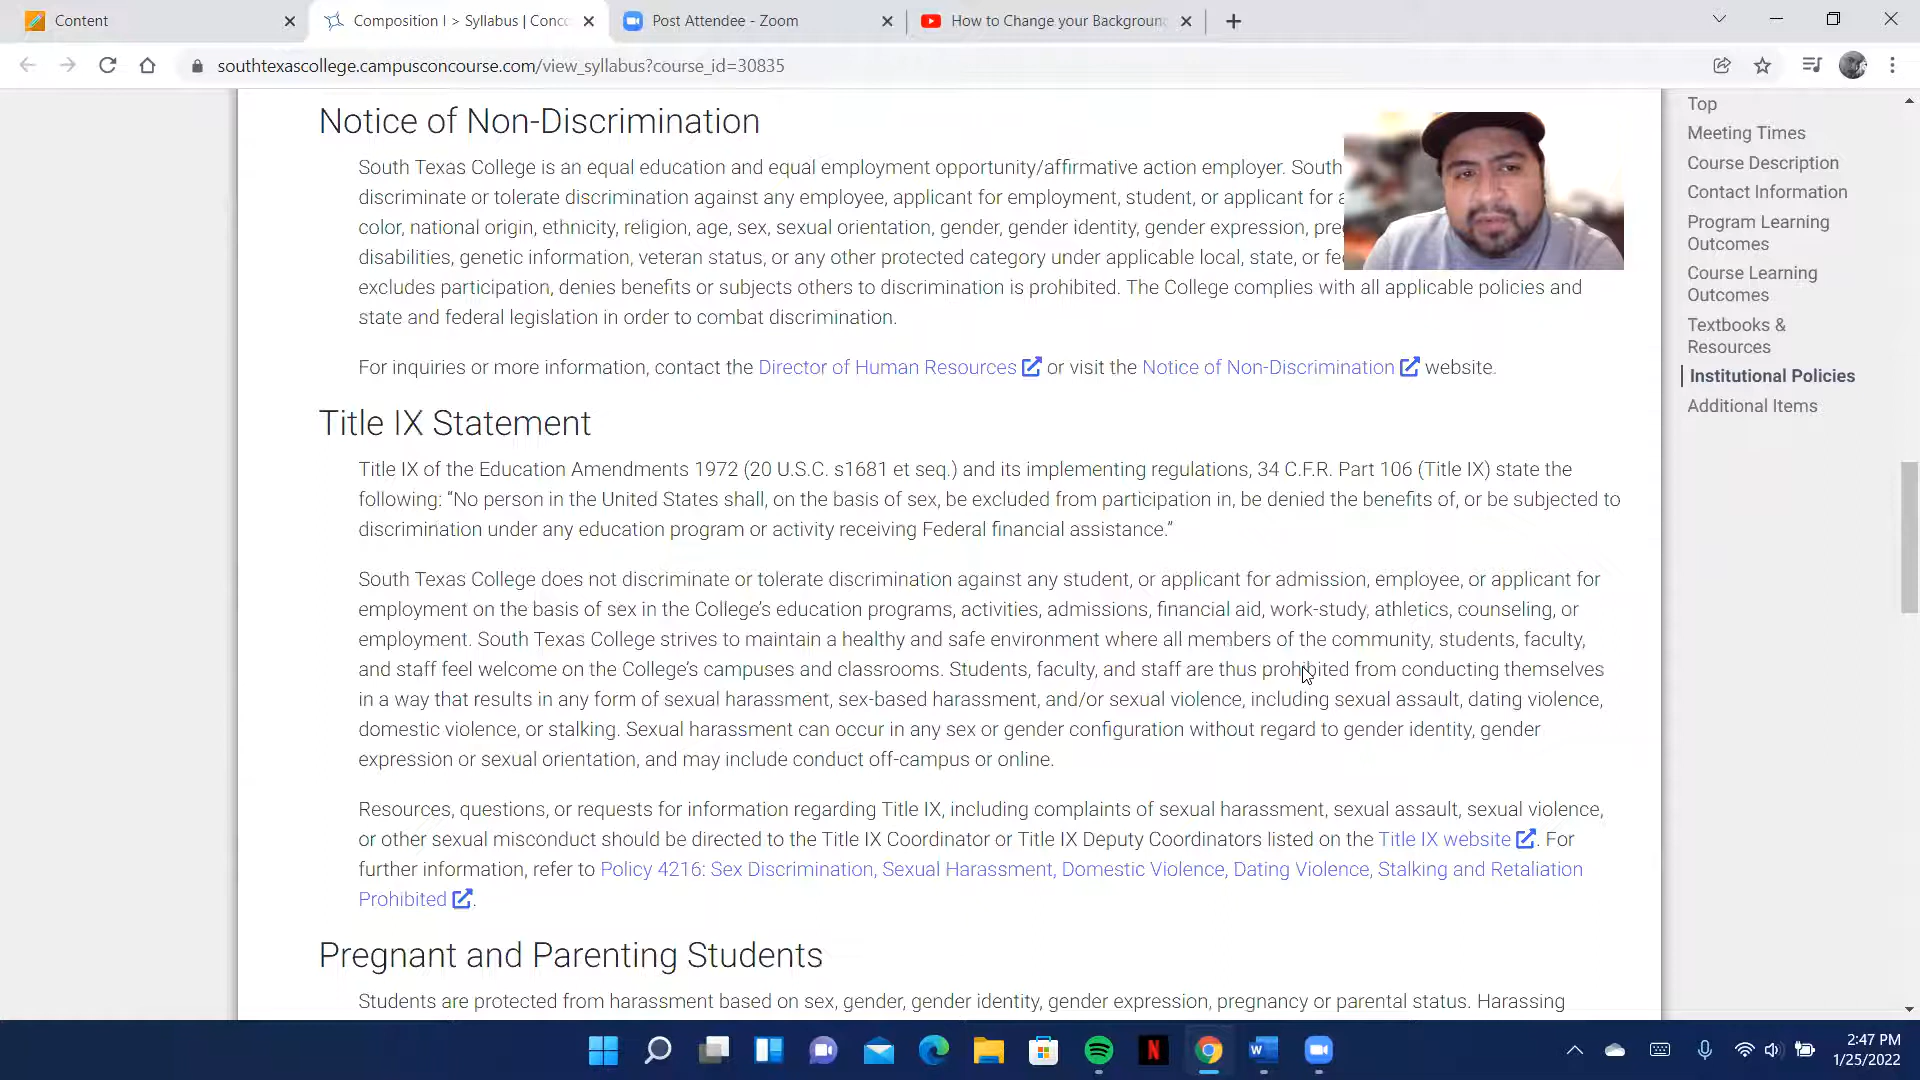 Content
Composition I > Syllabus | Conc
Post Attendee - Zoom
How to Change your Backgroun
southtexascollege.campusconcourse.com/view_syllabus?course_id=30835
Notice of Non-Discrimination
South Texas College is an equal education and equal employment opportunity/affirmative action employer. South
discriminate or tolerate discrimination against any employee, applicant for employment, student, or applicant for a
color, national origin, ethnicity, religion, age, sex, sexual orientation, gender, gender identity, gender expression, pre
disabilities, genetic information, veteran status, or any other protected category under applicable local, state, or fe
excludes participation, denies benefits or subjects others to discrimination is prohibited. The College complies with all applicable policies and
state and federal legislation in order to combat discrimination.
For inquiries or more information, contact the Director of Human Resources or visit the Notice of Non-Discrimination website.
Title IX Statement
Title IX of the Education Amendments 1972 (20 U.S.C. s1681 et seq.) and its implementing regulations, 34 C.F.R. Part 106 (Title IX) state the
following: “No person in the United States shall, on the basis of sex, be excluded from participation in, be denied the benefits of, or be subjected to
discrimination under any education program or activity receiving Federal financial assistance.”
South Texas College does not discriminate or tolerate discrimination against any student, or applicant for admission, employee, or applicant for
employment on the basis of sex in the College’s education programs, activities, admissions, financial aid, work-study, athletics, counseling, or
employment. South Texas College strives to maintain a healthy and safe environment where all members of the community, students, faculty,
and staff feel welcome on the College’s campuses and classrooms. Students, faculty, and staff are thus prohibited from conducting themselves
in a way that results in any form of sexual harassment, sex-based harassment, and/or sexual violence, including sexual assault, dating violence,
domestic violence, or stalking. Sexual harassment can occur in any sex or gender configuration without regard to gender identity, gender
expression or sexual orientation, and may include conduct off-campus or online.
Resources, questions, or requests for information regarding Title IX, including complaints of sexual harassment, sexual assault, sexual violence,
or other sexual misconduct should be directed to the Title IX Coordinator or Title IX Deputy Coordinators listed on the Title IX website. For
further information, refer to Policy 4216: Sex Discrimination, Sexual Harassment, Domestic Violence, Dating Violence, Stalking and Retaliation
Prohibited.
Pregnant and Parenting Students
Students are protected from harassment based on sex, gender, gender identity, gender expression, pregnancy or parental status. Harassing
Top
Meeting Times
Course Description
Contact Information
Program Learning
Outcomes
Course Learning
Outcomes
Textbooks &
Resources
Institutional Policies
Additional Items
2:47 PM
1/25/2022